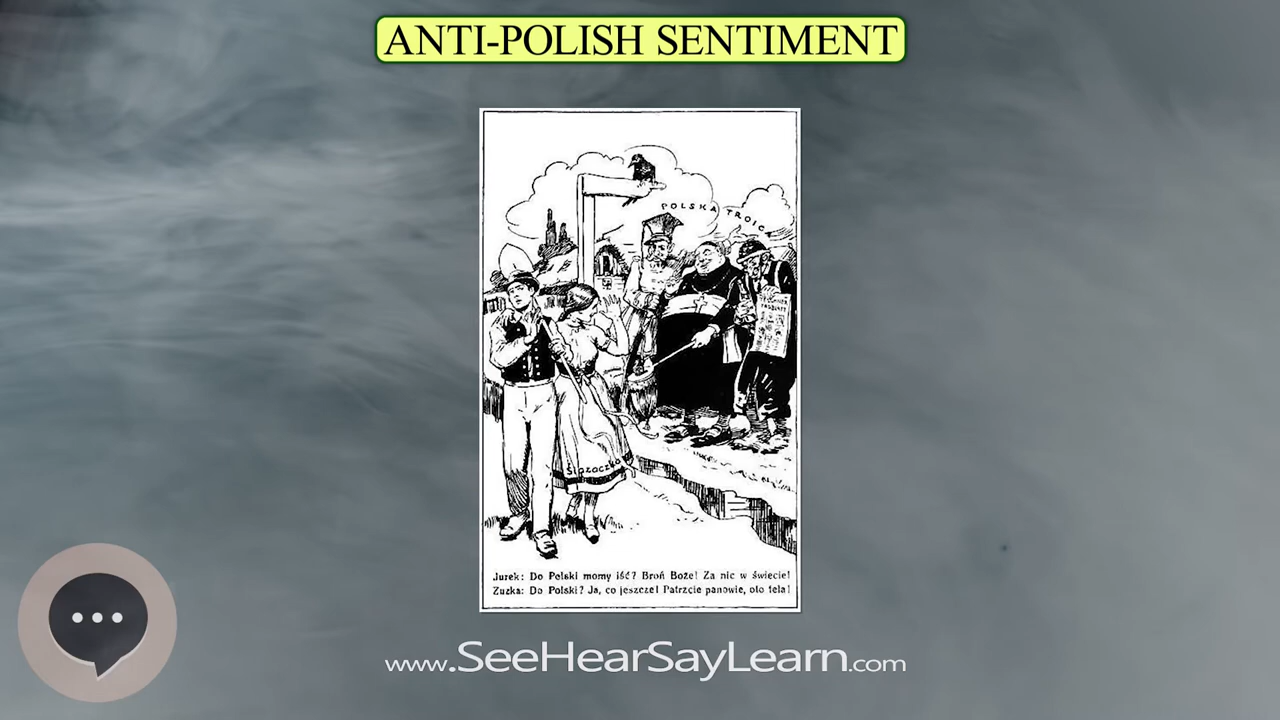 ANTI-POLISH SENTIMENT
POLSKA TROICA
Jurek: Do Polski momy iść? Broń Boże! Za nic w świecie!
Zuzka: Do Polski? Ja, co jeszcze! Patrzcie panowie, oto tela!
www.SeeHearSayLearn.com